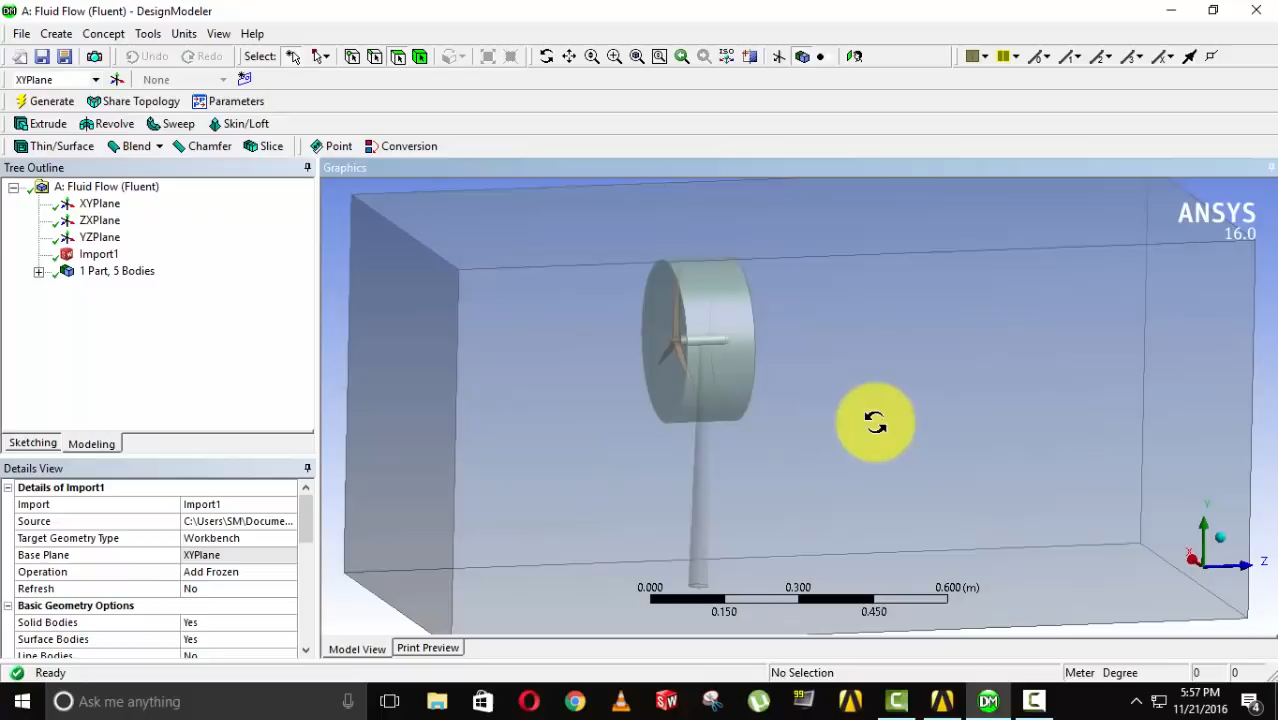 A: Fluid Flow (Fluent) - DesignModeler
File Create Concept Tools Units View Help
Undo Redo Select:
XYPlane None
Generate Share Topology Parameters
Extrude Revolve Sweep Skin/Loft
Thin/Surface Blend Chamfer Slice Point Conversion
Tree Outline
Graphics
A: Fluid Flow (Fluent)
XYPlane
ZXPlane
YZPlane
Import1
1 Part, 5 Bodies
ANSYS
16.0
Sketching Modeling
Details View
Details of Import1
Import Import1
Source C:\Users\SM\Docume...
Target Geometry Type Workbench
Base Plane XYPlane
Operation Add Frozen
Refresh No
Basic Geometry Options
Solid Bodies Yes
Surface Bodies Yes
Line Bodies No
Y
X
Z
0.000 0.300 0.600 (m)
0.150 0.450
Model View Print Preview
Ready No Selection Meter Degree 0 0
Ask me anything
5:57 PM
11/21/2016
4